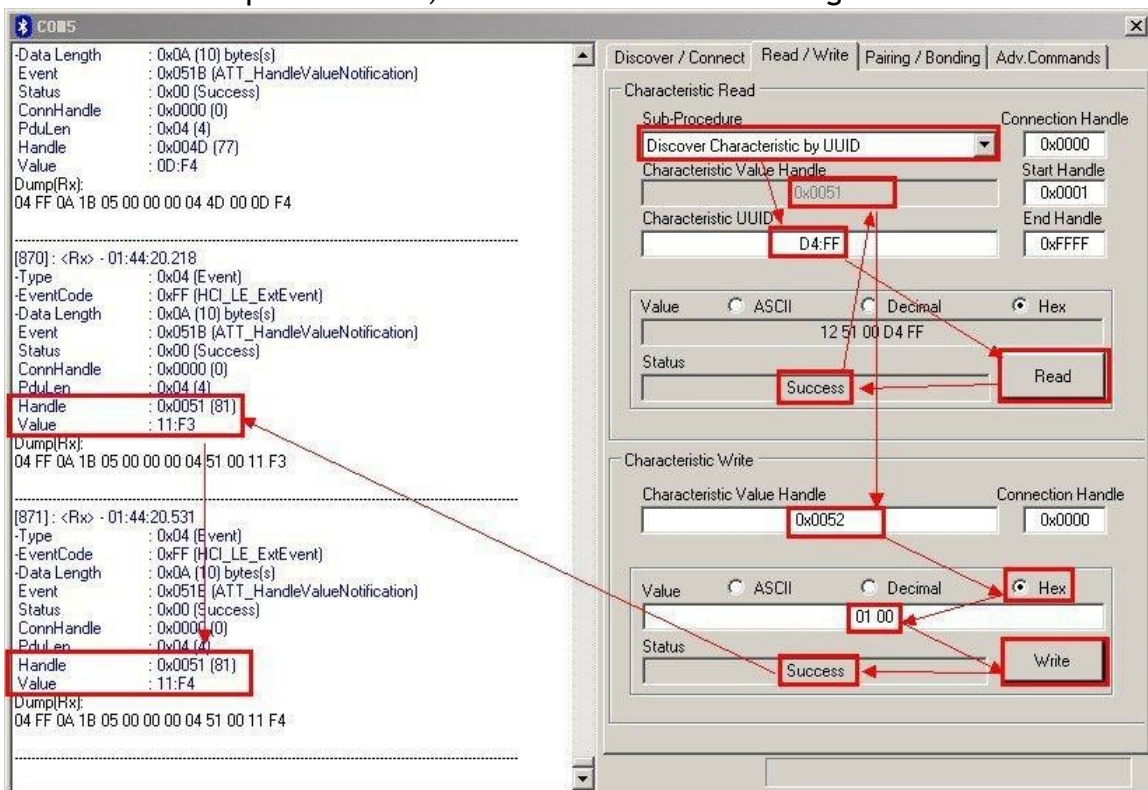 COM5
-Data Length : 0x0A (10) bytes(s)
Event : 0x051B (ATT_HandleValueNotification)
Status : 0x00 (Success)
ConnHandle : 0x0000 (0)
PduLen : 0x04 (4)
Handle : 0x004D (77)
Value : 0D:F4
Dump(Rx):
04 FF 0A 1B 05 00 00 00 04 4D 00 0D F4
[870] : <Rx> - 01:44:20.218
-Type : 0x04 (Event)
-EventCode : 0xFF (HCI_LE_ExtEvent)
-Data Length : 0x0A (10) bytes(s)
Event : 0x051B (ATT_HandleValueNotification)
Status : 0x00 (Success)
ConnHandle : 0x0000 (0)
PduLen : 0x04 (4)
Handle : 0x0051 (81)
Value : 11:F3
Dump(Rx):
04 FF 0A 1B 05 00 00 00 04 51 00 11 F3
[871] : <Rx> - 01:44:20.531
-Type : 0x04 (Event)
-EventCode : 0xFF (HCI_LE_ExtEvent)
-Data Length : 0x0A (10) bytes(s)
Event : 0x051B (ATT_HandleValueNotification)
Status : 0x00 (Success)
ConnHandle : 0x0000 (0)
PduLen : 0x04 (4)
Handle : 0x0051 (81)
Value : 11:F4
Dump(Rx):
04 FF 0A 1B 05 00 00 00 04 51 00 11 F4
Discover / Connect Read / Write Pairing / Bonding Adv.Commands
Characteristic Read
Sub-Procedure Connection Handle
Discover Characteristic by UUID 0x0000
Characteristic Value Handle Start Handle
0x0051 0x0001
Characteristic UUID End Handle
D4:FF 0xFFFF
Value ASCII Decimal Hex
12 51 00 D4 FF
Status
Success Read
Characteristic Write
Characteristic Value Handle Connection Handle
0x0052 0x0000
Value ASCII Decimal Hex
01 00
Status
Success Write